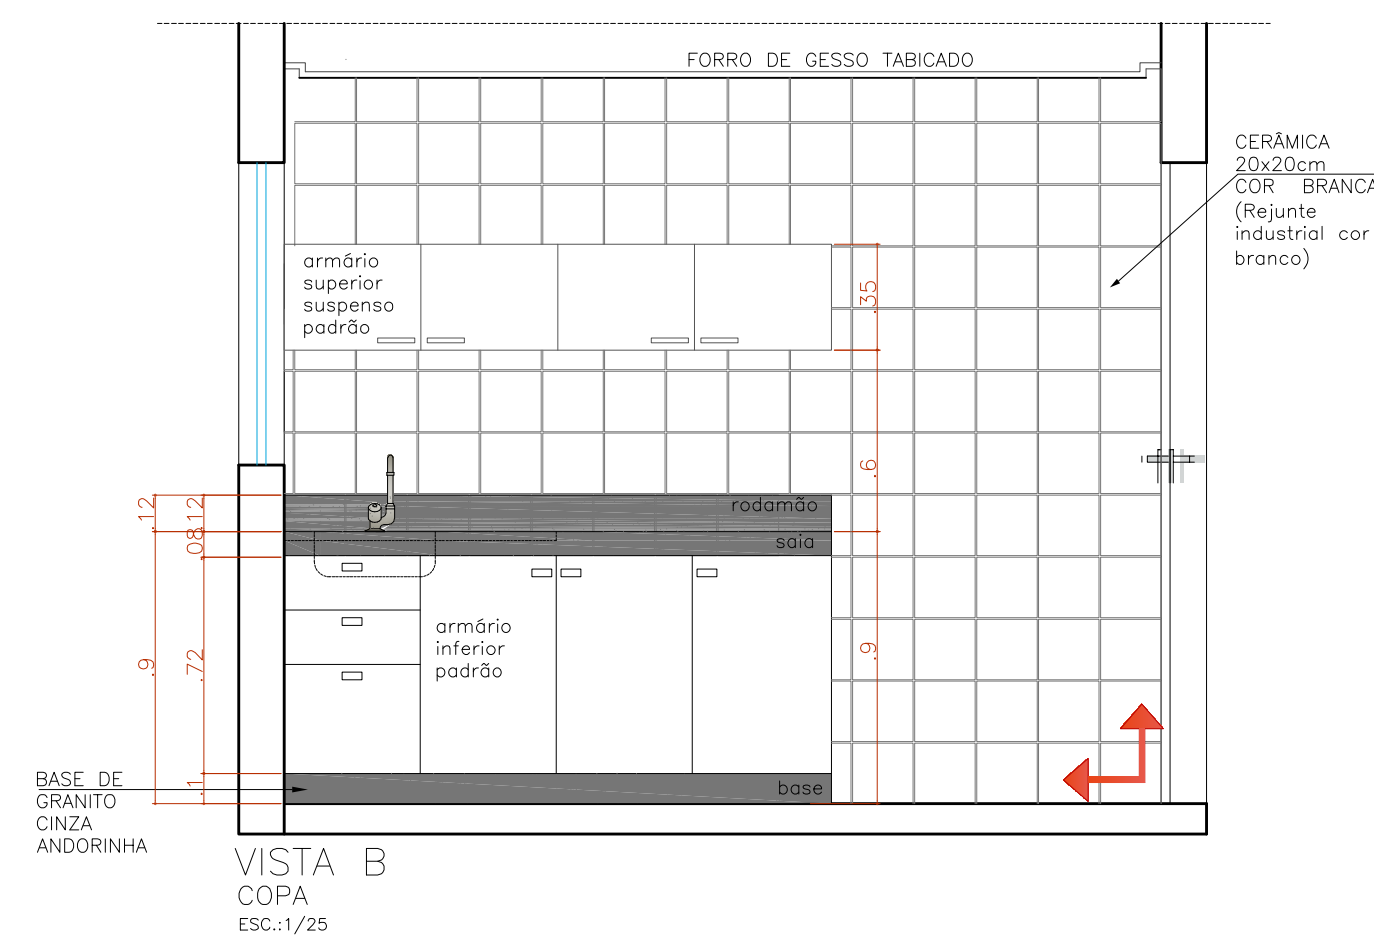 FORRO DE GESSO TABICADO
CERÂMICA
20x20cm
COR BRANCA
(Rejunte
industrial cor
branco)
armário
superior
suspenso
padrão
.35
.6
.9
rodamão
saia
.12
.12
.08
.9
.72
.1
armário
inferior
padrão
base
BASE DE
GRANITO
CINZA
ANDORINHA
VISTA B
COPA
ESC.:1/25